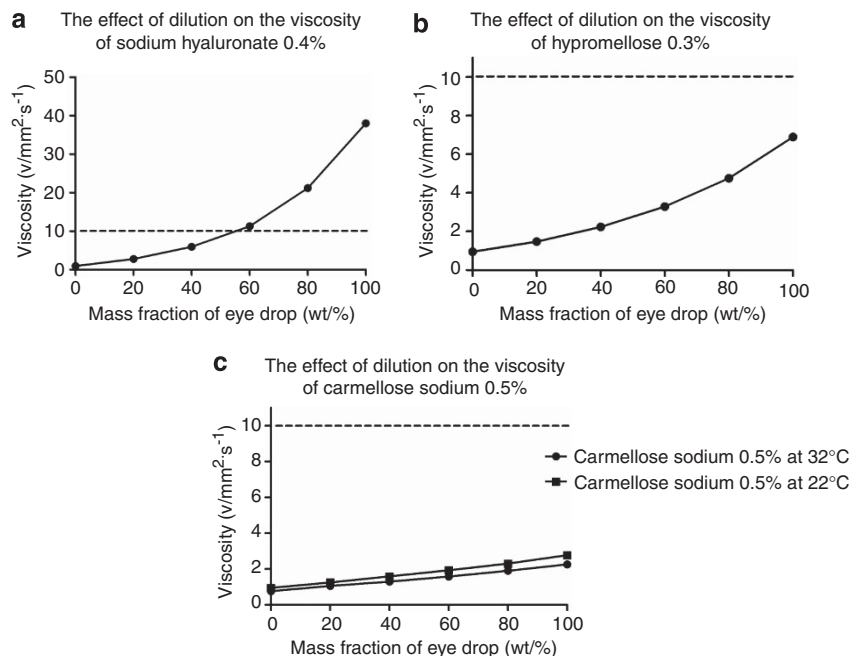 a
The effect of dilution on the viscosity
of sodium hyaluronate 0.4%
Viscosity (v/mm²·s⁻¹)
50
40
30
20
10
0
0 20 40 60 80 100
Mass fraction of eye drop (wt/%)
b
The effect of dilution on the viscosity
of hypromellose 0.3%
Viscosity (v/mm²·s⁻¹)
10
8
6
4
2
0
0 20 40 60 80 100
Mass fraction of eye drop (wt/%)
c
The effect of dilution on the viscosity
of carmellose sodium 0.5%
Viscosity (v/mm²·s⁻¹)
10
8
6
4
2
0
0 20 40 60 80 100
Mass fraction of eye drop (wt/%)
Carmellose sodium 0.5% at 32°C
Carmellose sodium 0.5% at 22°C